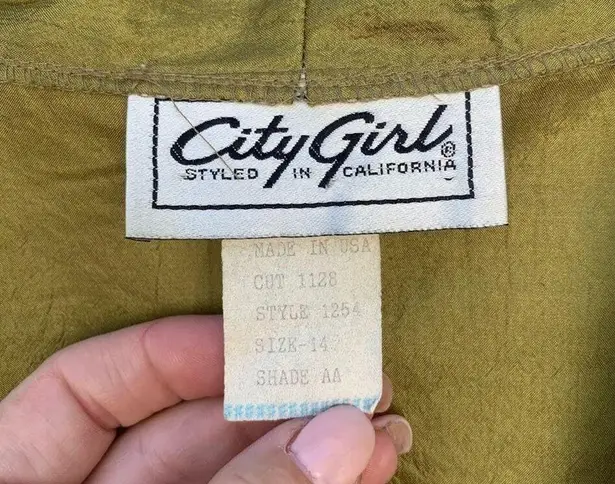 City Girl®
STYLED IN CALIFORNIA
MADE IN USA
CUT 1128
STYLE 1254
SIZE-14
SHADE AA